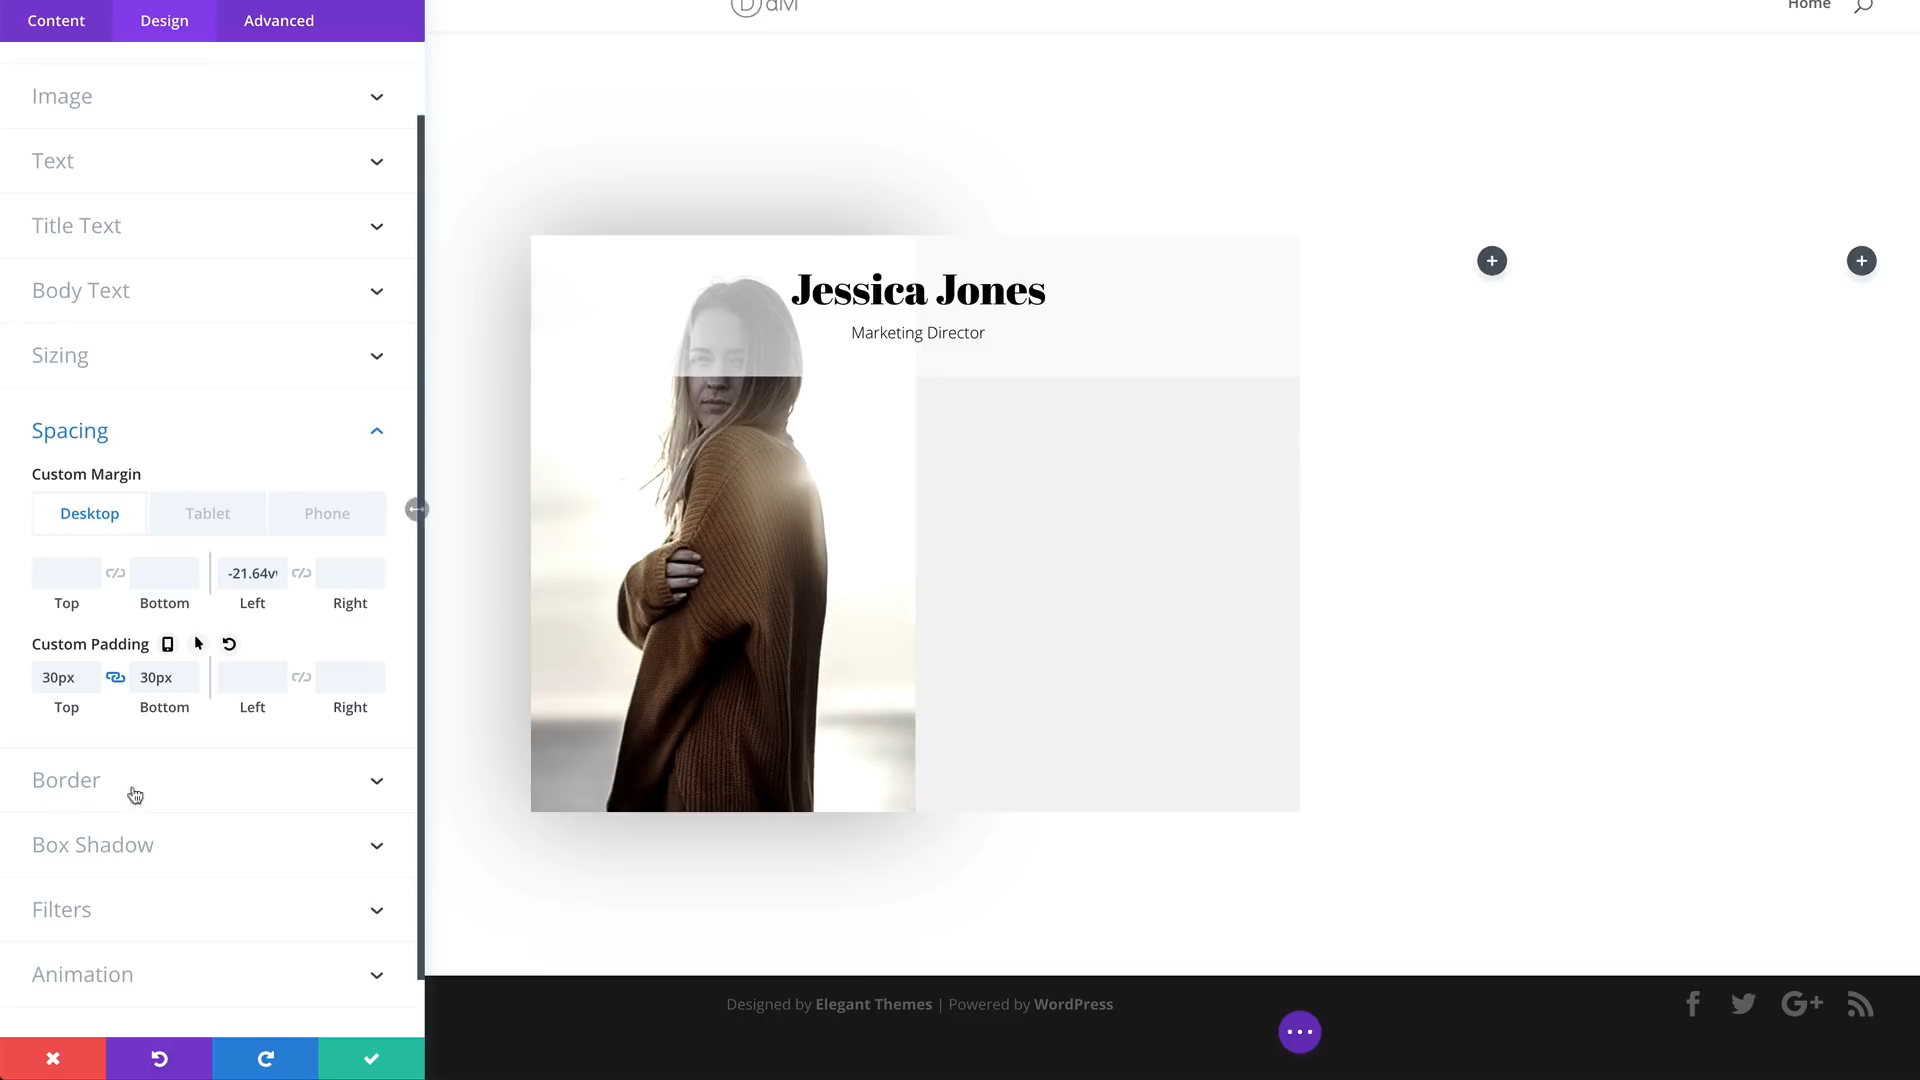 Content Design Advanced
divi
Home
Image
Text
Title Text
Body Text
Sizing
Spacing
Custom Margin
Desktop Tablet Phone
-21.64v
Top Bottom Left Right
Custom Padding
30px 30px
Top Bottom Left Right
Border
Box Shadow
Filters
Animation
Jessica Jones
Marketing Director
Designed by Elegant Themes | Powered by WordPress